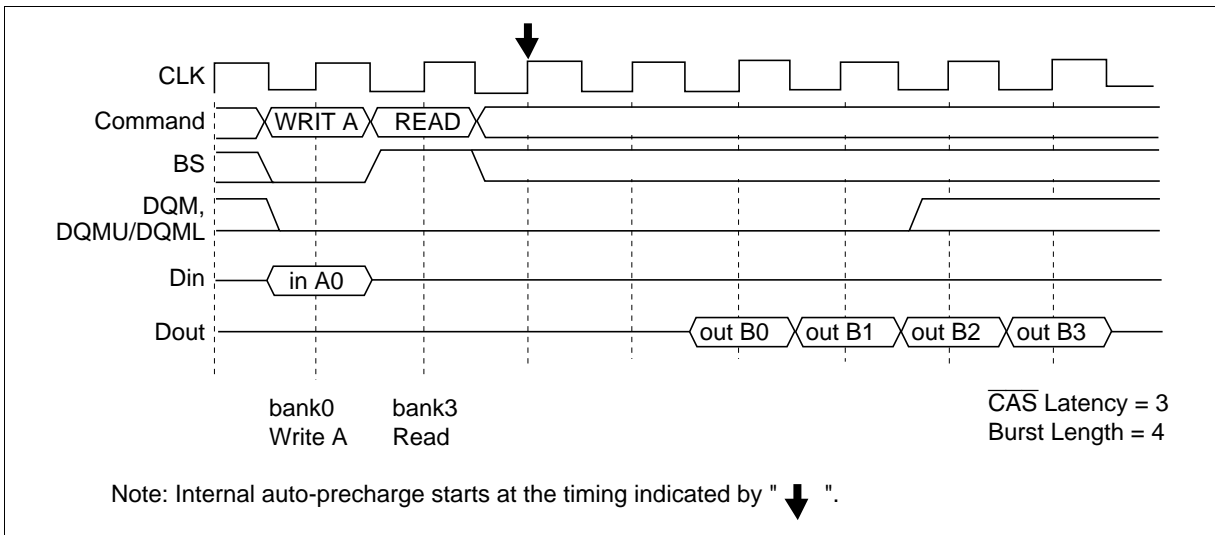 CLK
Command
WRIT A
READ
BS
DQM,
DQMU/DQML
Din
in A0
Dout
out B0
out B1
out B2
out B3
bank0
Write A
bank3
Read
CAS Latency = 3
Burst Length = 4
Note: Internal auto-precharge starts at the timing indicated by " ".